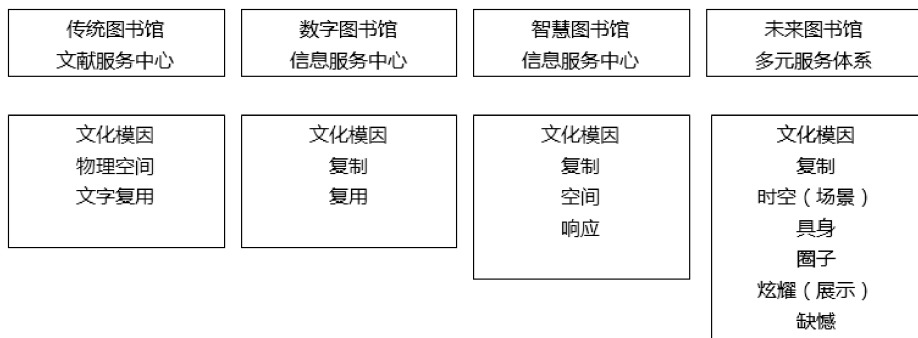 传统图书馆
文献服务中心
数字图书馆
信息服务中心
智慧图书馆
信息服务中心
未来图书馆
多元服务体系
文化模因
物理空间
文字复用
文化模因
复制
复用
文化模因
复制
空间
响应
文化模因
复制
时空（场景）
具身
圈子
炫耀（展示）
缺憾